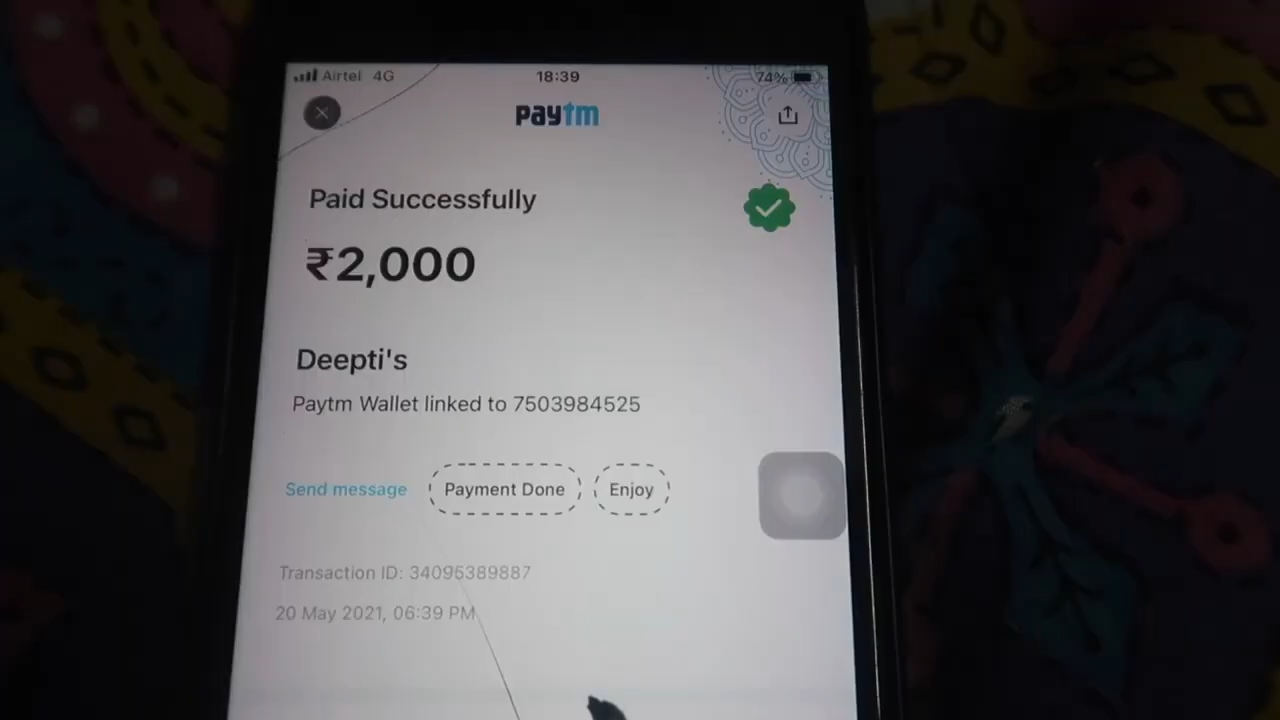 Airtel 4G 18:39 74%
paytm
Paid Successfully
₹2,000
Deepti's
Paytm Wallet linked to 7503984525
Send message Payment Done Enjoy
Transaction ID: 34095389887
20 May 2021, 06:39 PM